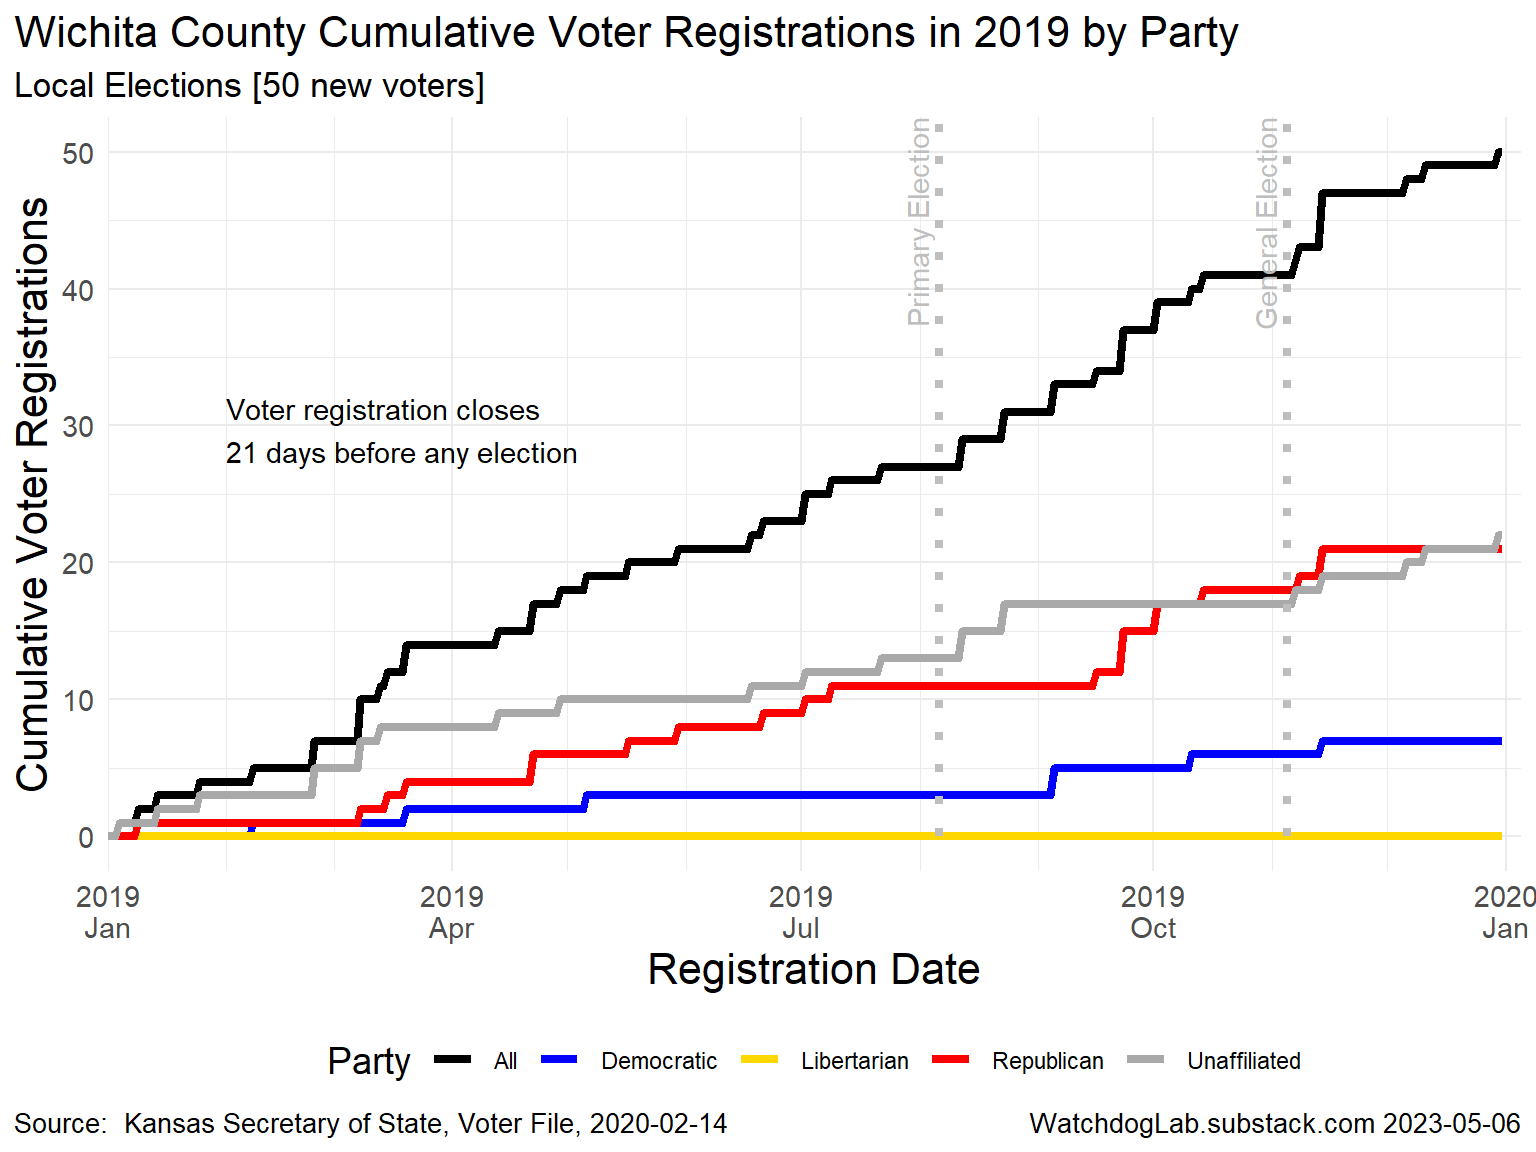 Wichita County Cumulative Voter Registrations in 2019 by Party
Local Elections [50 new voters]
Cumulative Voter Registrations
50
40
30
20
10
0
Primary Election
General Election
Voter registration closes
21 days before any election
2019 2019 2019 2019 2020
Jan Apr Jul Oct Jan
Registration Date
Party All Democratic Libertarian Republican Unaffiliated
Source:  Kansas Secretary of State, Voter File, 2020-02-14
WatchdogLab.substack.com 2023-05-06